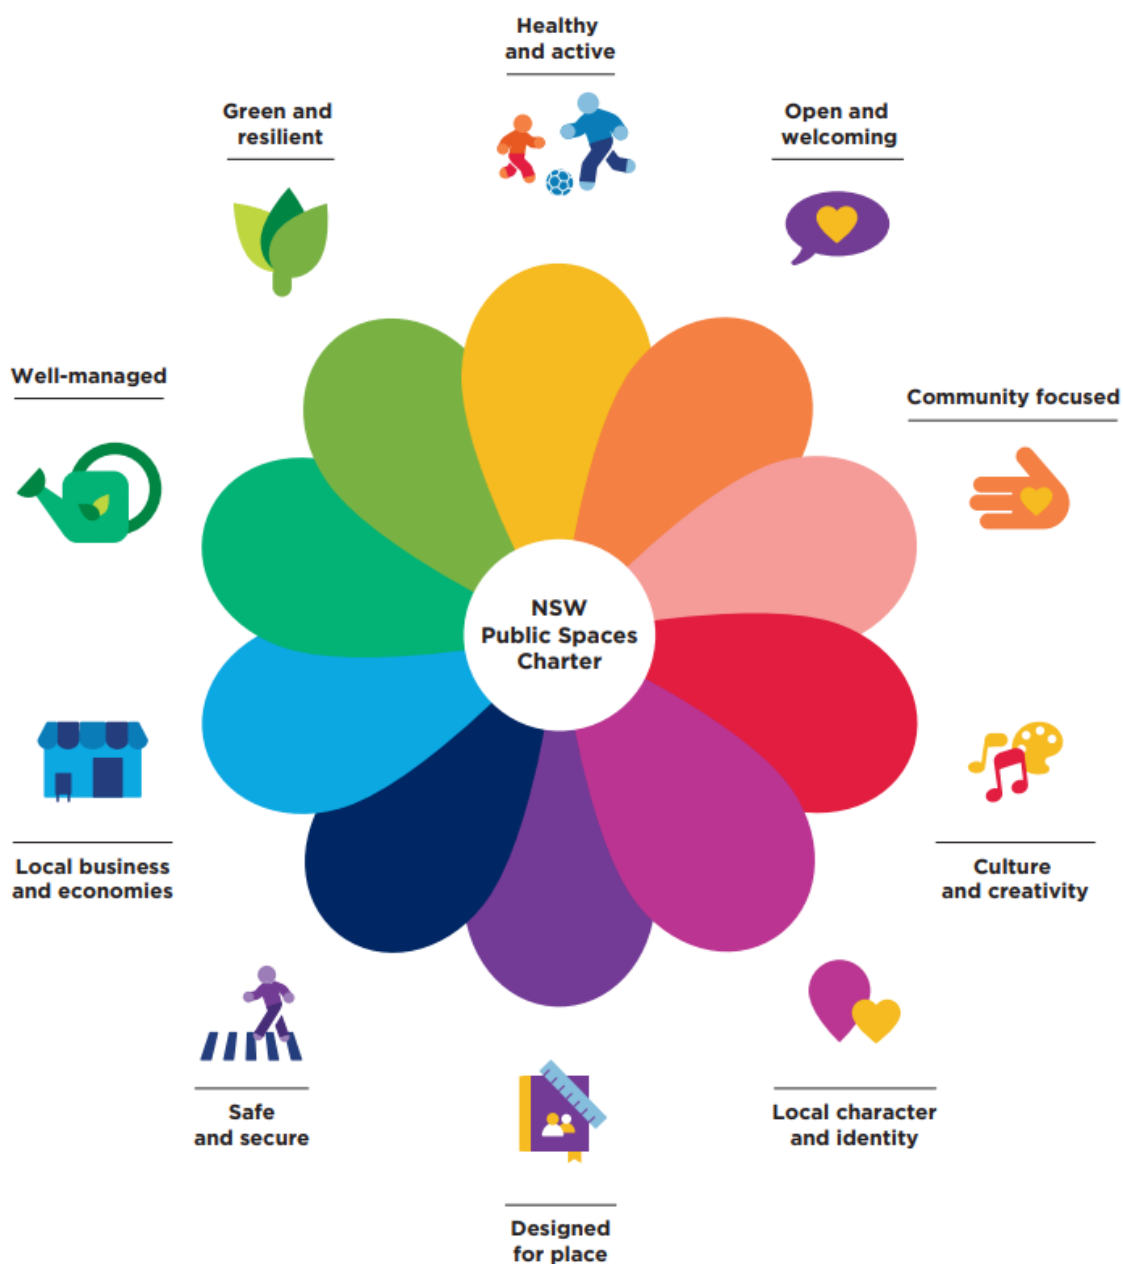 Healthy
and active
Green and
resilient
Open and
welcoming
Well-managed
Community focused
NSW
Public Spaces
Charter
Local business
and economies
Culture
and creativity
Safe
and secure
Local character
and identity
Designed
for place